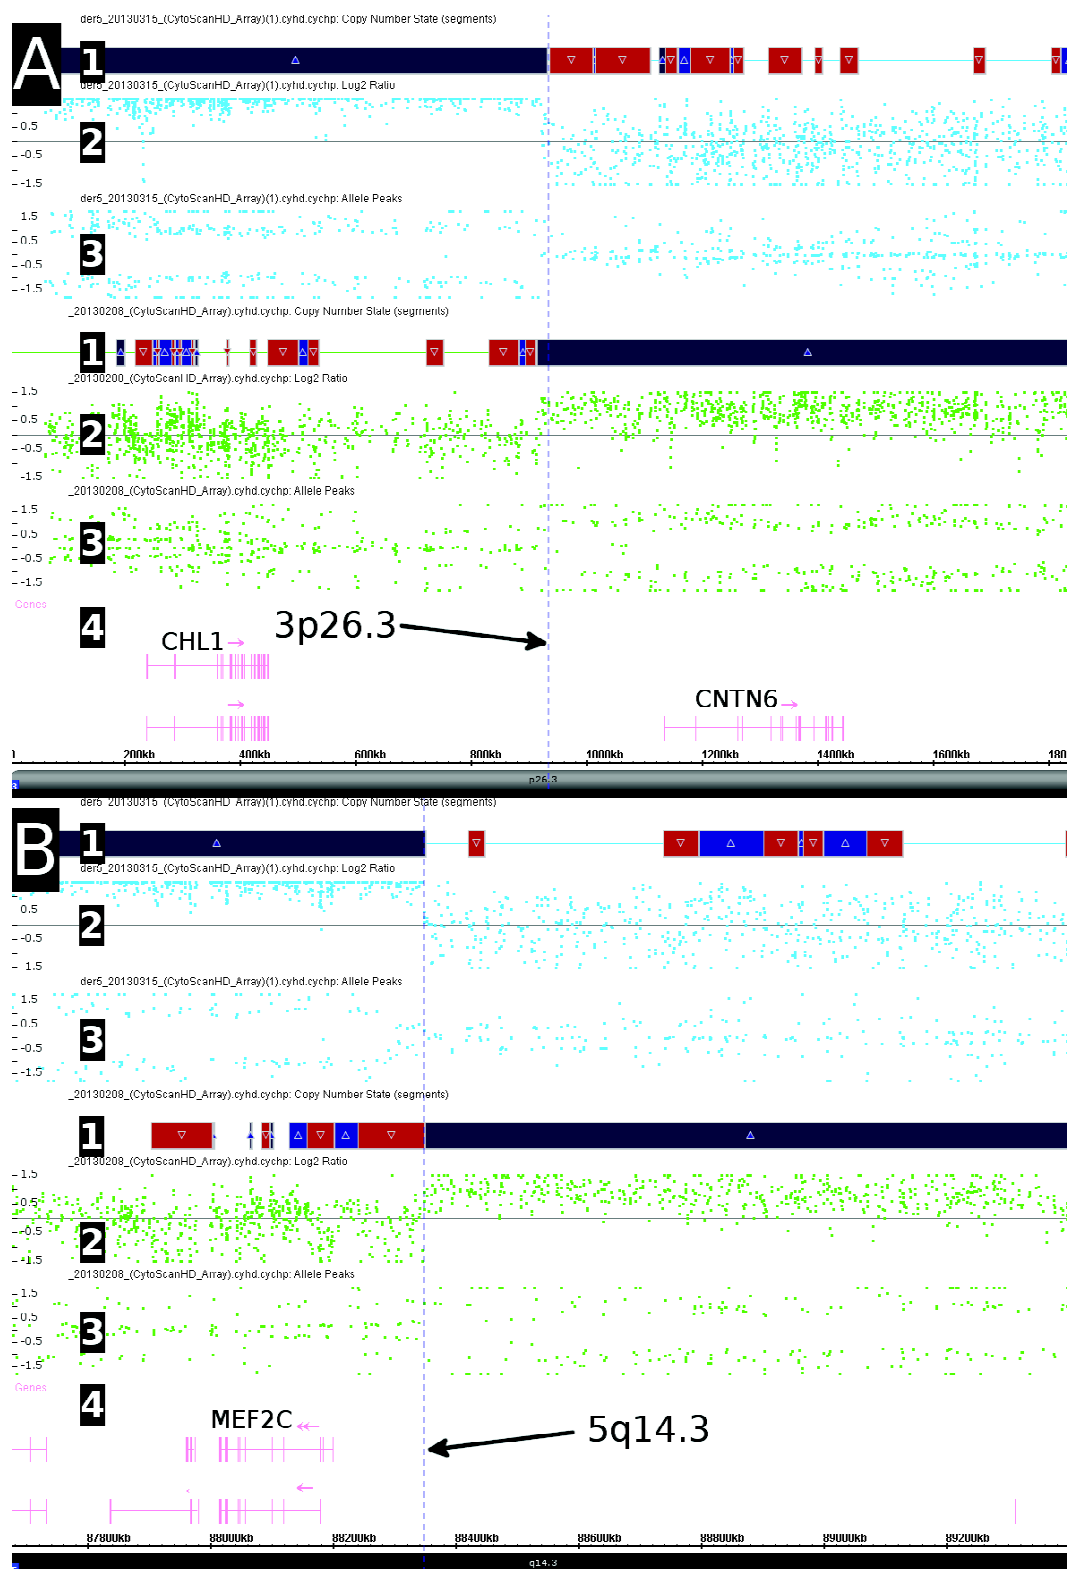 A
der5_20130315_(CytoScanHD_Array)(1).cyhd.cychp: Copy Number State (segments)
1
der5_20130315_(CytoScanHD_Array)(1).cyhd.cychp: Log2 Ratio
2
0.5
-0.5
-1.5
der5_20130315_(CytoScanHD_Array)(1).cyhd.cychp: Allele Peaks
3
1.5
0.5
-0.5
-1.5
_20130208_(CytoScanHD_Array).cyhd.cychp: Copy Number State (segments)
1
_20130208_(CytoScanHD_Array).cyhd.cychp: Log2 Ratio
2
1.5
0.5
-0.5
-1.5
_20130208_(CytoScanHD_Array).cyhd.cychp: Allele Peaks
3
1.5
0.5
-0.5
-1.5
Genes
4
CHL1
3p26.3
CNTN6
200kb 400kb 600kb 800kb 1000kb 1200kb 1400kb 1600kb
p26.3
B
der5_20130315_(CytoScanHD_Array)(1).cyhd.cychp: Copy Number State (segments)
1
der5_20130315_(CytoScanHD_Array)(1).cyhd.cychp: Log2 Ratio
2
0.5
-0.5
1.5
der5_20130315_(CytoScanHD_Array)(1).cyhd.cychp: Allele Peaks
3
1.5
0.5
-0.5
-1.5
_20130208_(CytoScanHD_Array).cyhd.cychp: Copy Number State (segments)
1
_20130208_(CytoScanHD_Array).cyhd.cychp: Log2 Ratio
2
1.5
0.5
-0.5
-1.5
_20130208_(CytoScanHD_Array).cyhd.cychp: Allele Peaks
3
1.5
0.5
-0.5
-1.5
Genes
4
MEF2C
5q14.3
87800kb 88000kb 88200kb 88400kb 88600kb 88800kb 89000kb 89200kb
q14.3